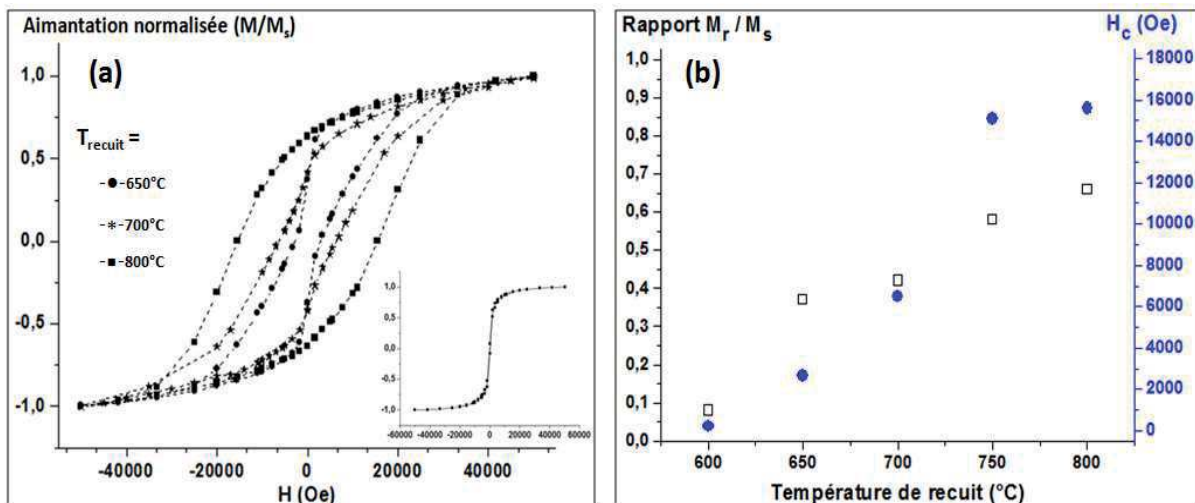 Aimantation normalisée (M/Ms)
(a)
1,0
0,5
0,0
-0,5
-1,0
Trecuit =
-●-650°C
-★-700°C
-■-800°C
1,0
0,5
0,0
-0,5
-1,0
-60000 -40000 -20000 0 20000 40000 60000
-40000 -20000 0 20000 40000
H (Oe)
Rapport Mr / Ms
Hc (Oe)
(b)
1,0
0,9
0,8
0,7
0,6
0,5
0,4
0,3
0,2
0,1
0,0
18000
16000
14000
12000
10000
8000
6000
4000
2000
0
600 650 700 750 800
Température de recuit (°C)